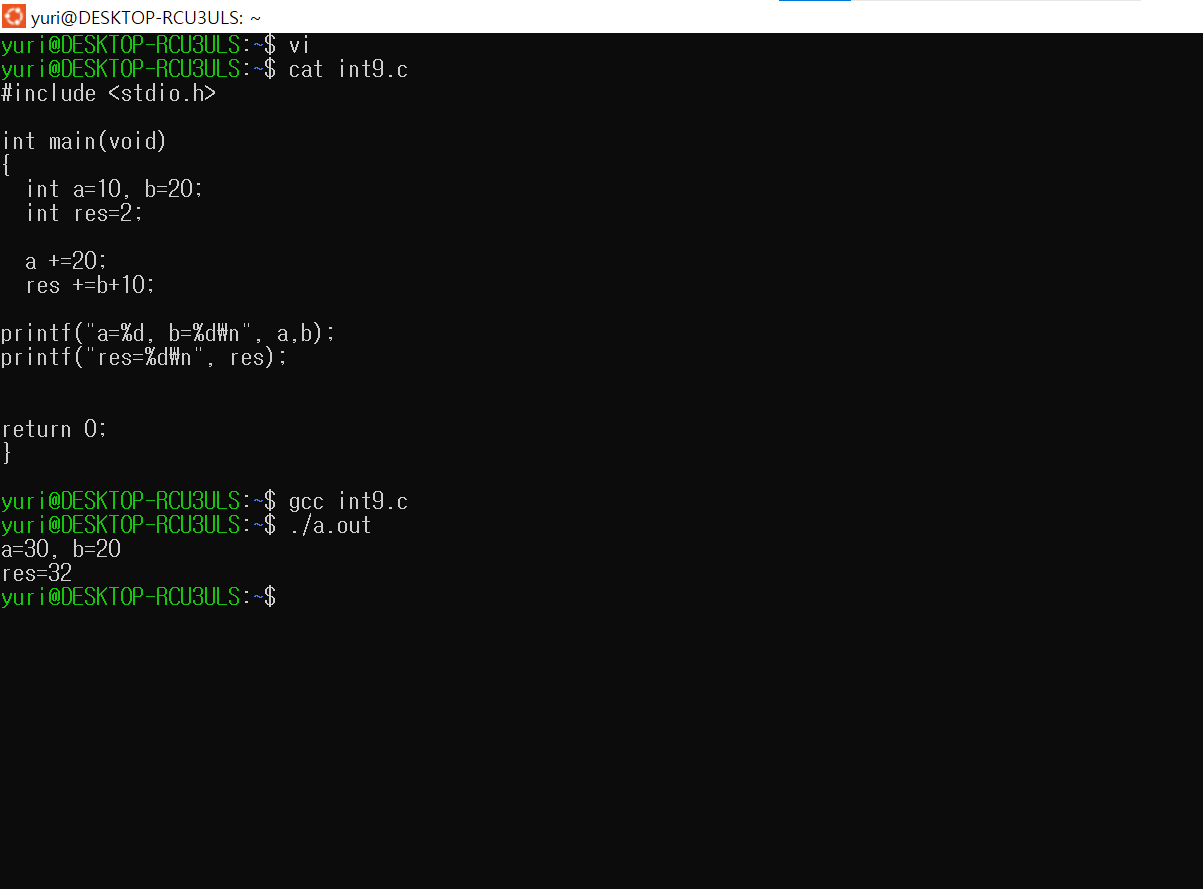 yuri@DESKTOP-RCU3ULS: ~
yuri@DESKTOP-RCU3ULS:~$ vi
yuri@DESKTOP-RCU3ULS:~$ cat int9.c
#include <stdio.h>
int main(void)
{
  int a=10, b=20;
  int res=2;
  a +=20;
  res +=b+10;
printf("a=%d, b=%d₩n", a,b);
printf("res=%d₩n", res);
return 0;
}
yuri@DESKTOP-RCU3ULS:~$ gcc int9.c
yuri@DESKTOP-RCU3ULS:~$ ./a.out
a=30, b=20
res=32
yuri@DESKTOP-RCU3ULS:~$